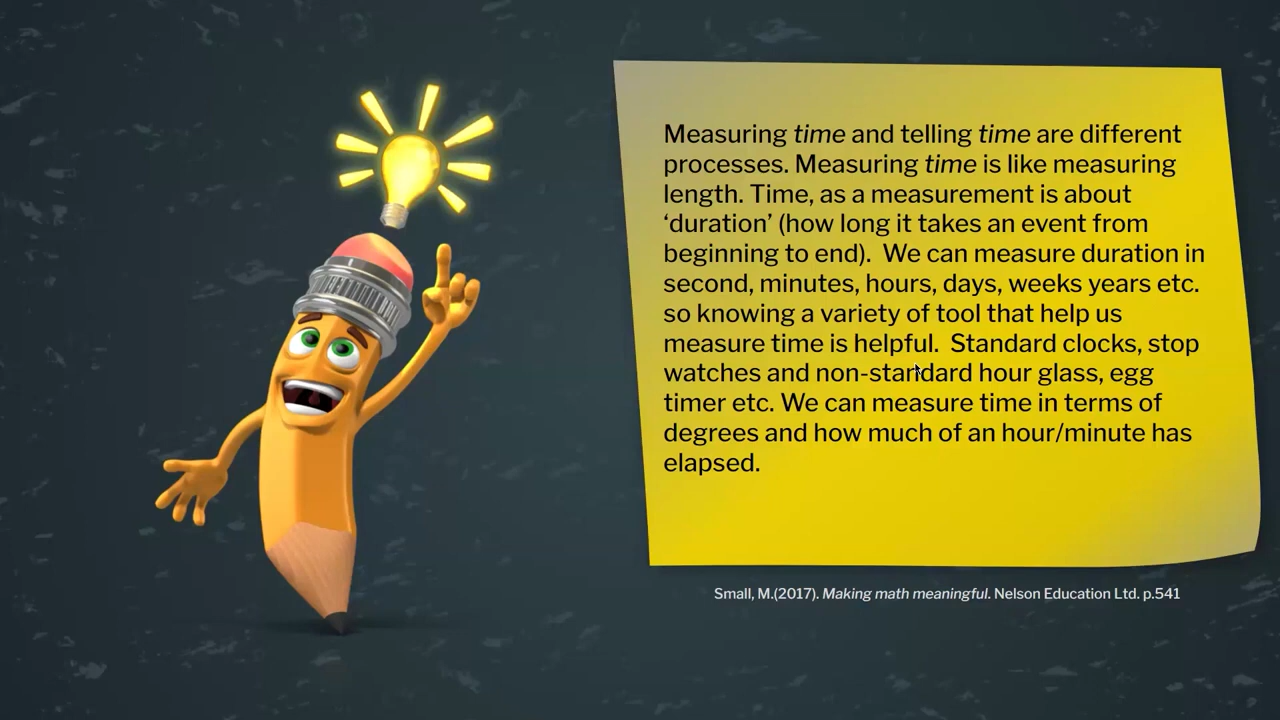 Measuring time and telling time are different
processes. Measuring time is like measuring
length. Time, as a measurement is about
‘duration’ (how long it takes an event from
beginning to end).  We can measure duration in
second, minutes, hours, days, weeks years etc.
so knowing a variety of tool that help us
measure time is helpful.  Standard clocks, stop
watches and non-standard hour glass, egg
timer etc. We can measure time in terms of
degrees and how much of an hour/minute has
elapsed.
Small, M.(2017). Making math meaningful. Nelson Education Ltd. p.541